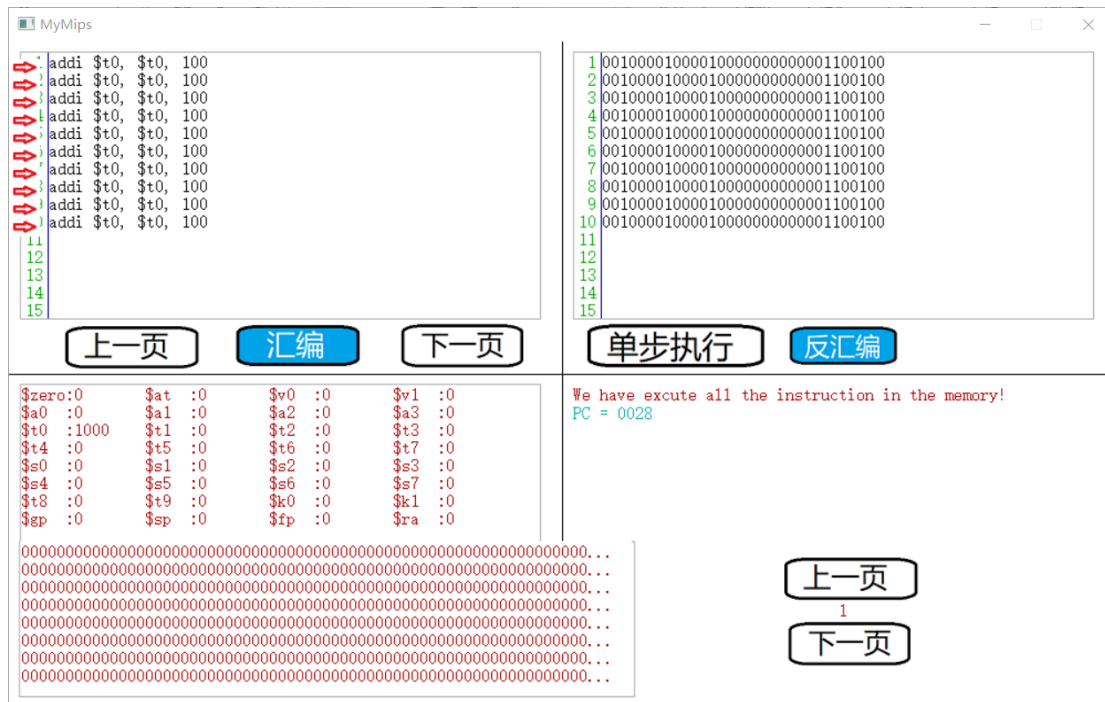 MyMips
addi $t0, $t0, 100
addi $t0, $t0, 100
addi $t0, $t0, 100
addi $t0, $t0, 100
addi $t0, $t0, 100
addi $t0, $t0, 100
addi $t0, $t0, 100
addi $t0, $t0, 100
addi $t0, $t0, 100
addi $t0, $t0, 100
11
12
13
14
15
上一页 汇编 下一页
1 00100001000010000000000001100100
2 00100001000010000000000001100100
3 00100001000010000000000001100100
4 00100001000010000000000001100100
5 00100001000010000000000001100100
6 00100001000010000000000001100100
7 00100001000010000000000001100100
8 00100001000010000000000001100100
9 00100001000010000000000001100100
10 00100001000010000000000001100100
11
12
13
14
15
单步执行 反汇编
$zero:0 $at :0 $v0 :0 $v1 :0
$a0 :0 $a1 :0 $a2 :0 $a3 :0
$t0 :1000 $t1 :0 $t2 :0 $t3 :0
$t4 :0 $t5 :0 $t6 :0 $t7 :0
$s0 :0 $s1 :0 $s2 :0 $s3 :0
$s4 :0 $s5 :0 $s6 :0 $s7 :0
$t8 :0 $t9 :0 $k0 :0 $k1 :0
$gp :0 $sp :0 $fp :0 $ra :0
0000000000000000000000000000000000000000000000000000000000000000...
0000000000000000000000000000000000000000000000000000000000000000...
0000000000000000000000000000000000000000000000000000000000000000...
0000000000000000000000000000000000000000000000000000000000000000...
0000000000000000000000000000000000000000000000000000000000000000...
0000000000000000000000000000000000000000000000000000000000000000...
0000000000000000000000000000000000000000000000000000000000000000...
0000000000000000000000000000000000000000000000000000000000000000...
We have excute all the instruction in the memory!
PC = 0028
上一页
1
下一页